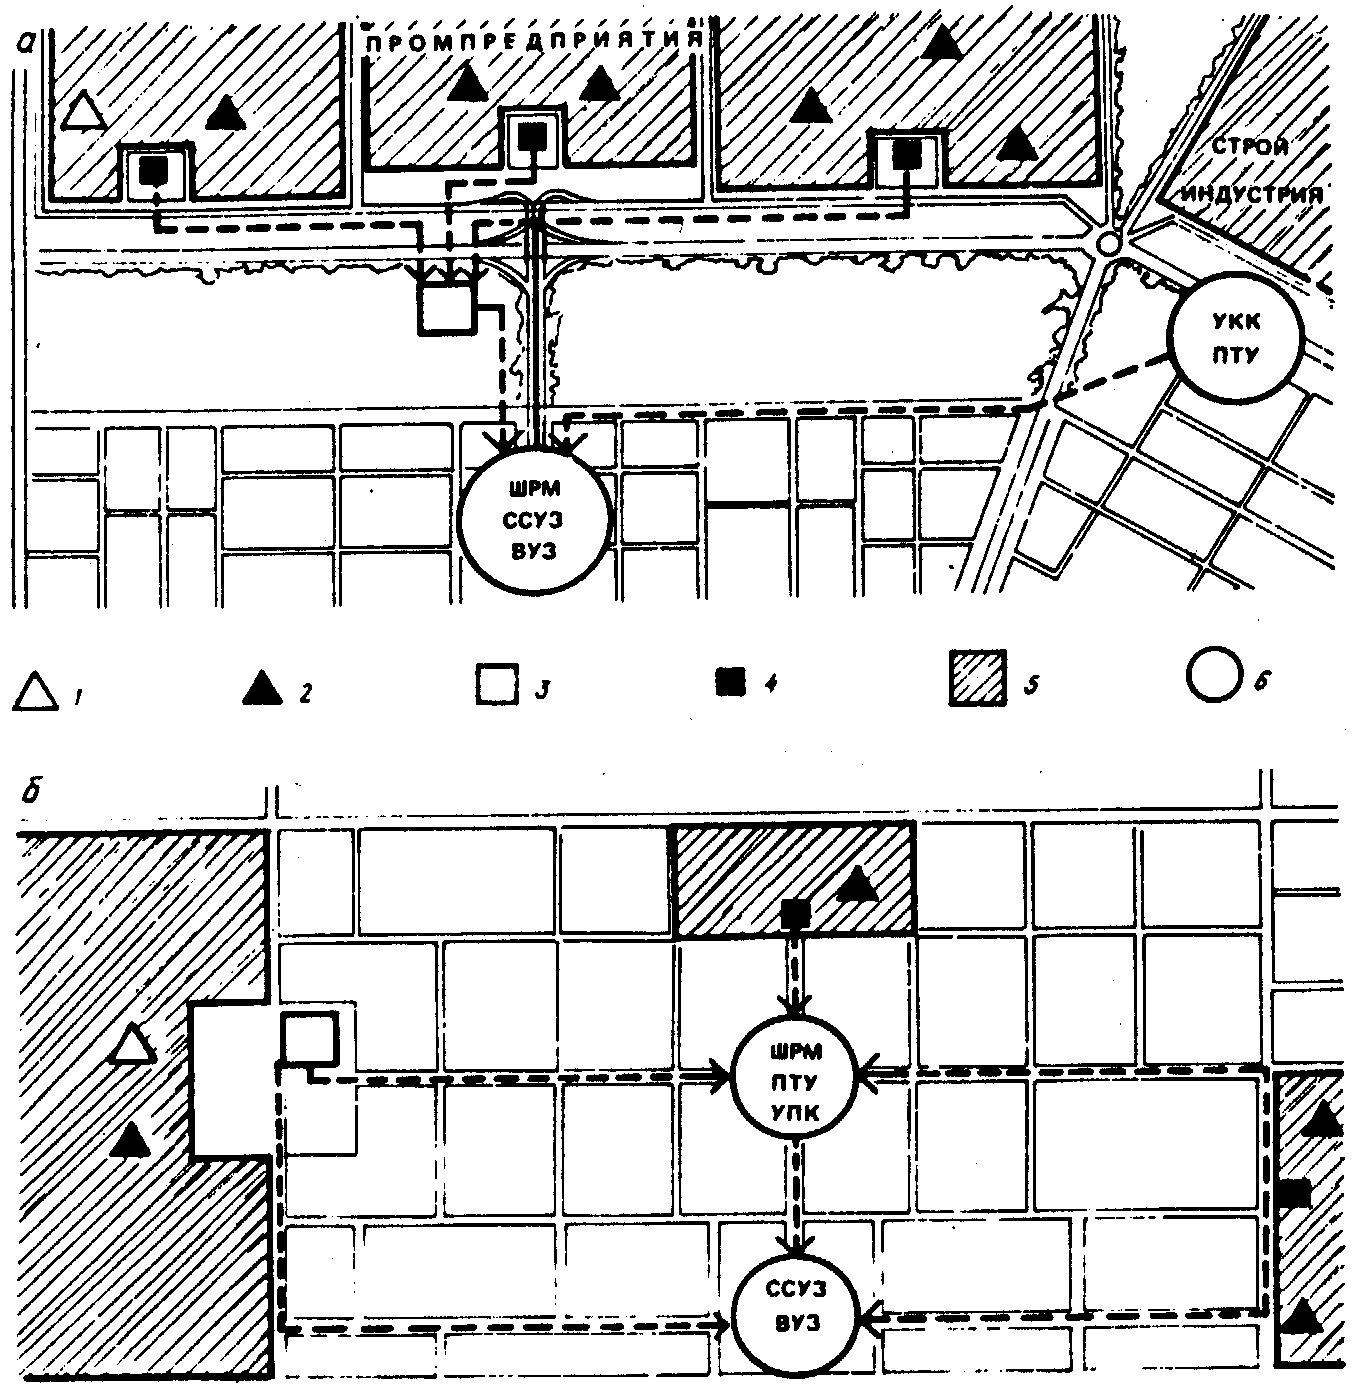 а
ПРОМПРЕДПРИЯТИЯ
СТРОЙ
ИНДУСТРИЯ
УКК
ПТУ
ШРМ
ССУЗ
ВУЗ
1 2 3 4 5 6
б
ШРМ
ПТУ
УПК
ССУЗ
ВУЗ